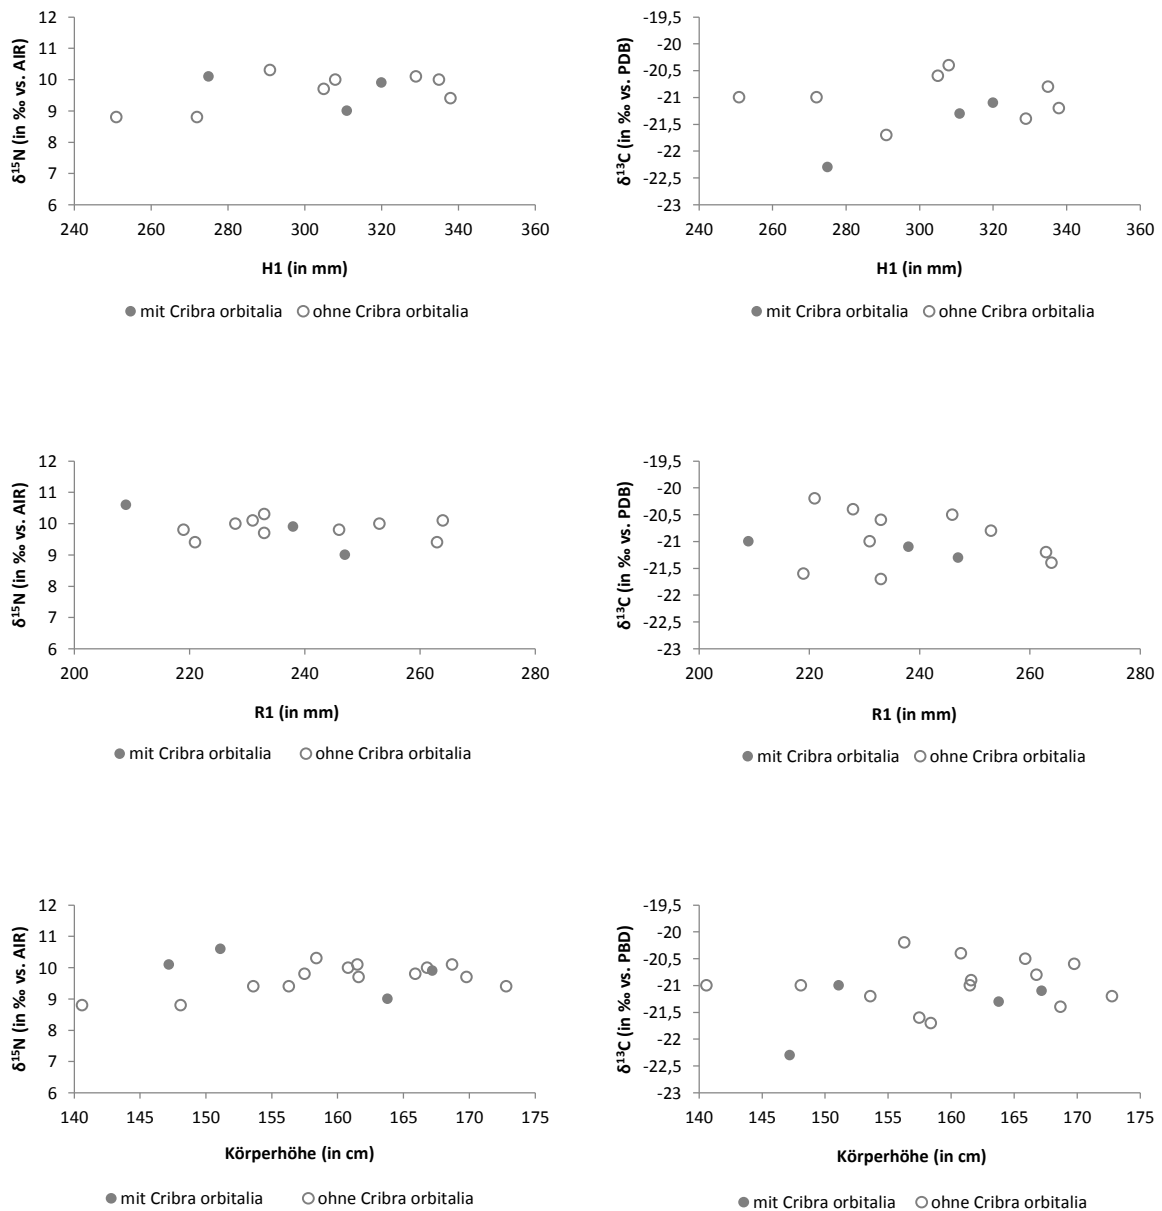 12
11
10
9
8
7
6
δ¹⁵N (in ‰ vs. AIR)
240 260 280 300 320 340 360
H1 (in mm)
mit Cribra orbitalia ohne Cribra orbitalia
-19,5
-20
-20,5
-21
-21,5
-22
-22,5
-23
δ¹³C (in ‰ vs. PDB)
240 260 280 300 320 340 360
H1 (in mm)
mit Cribra orbitalia ohne Cribra orbitalia
12
11
10
9
8
7
6
δ¹⁵N (in ‰ vs. AIR)
200 220 240 260 280
R1 (in mm)
mit Cribra orbitalia ohne Cribra orbitalia
-19,5
-20
-20,5
-21
-21,5
-22
-22,5
-23
δ¹³C (in ‰ vs. PDB)
200 220 240 260 280
R1 (in mm)
mit Cribra orbitalia ohne Cribra orbitalia
12
11
10
9
8
7
6
δ¹⁵N (in ‰ vs. AIR)
140 145 150 155 160 165 170 175
Körperhöhe (in cm)
mit Cribra orbitalia ohne Cribra orbitalia
-19,5
-20
-20,5
-21
-21,5
-22
-22,5
-23
δ¹³C (in ‰ vs. PBD)
140 145 150 155 160 165 170 175
Körperhöhe (in cm)
mit Cribra orbitalia ohne Cribra orbitalia